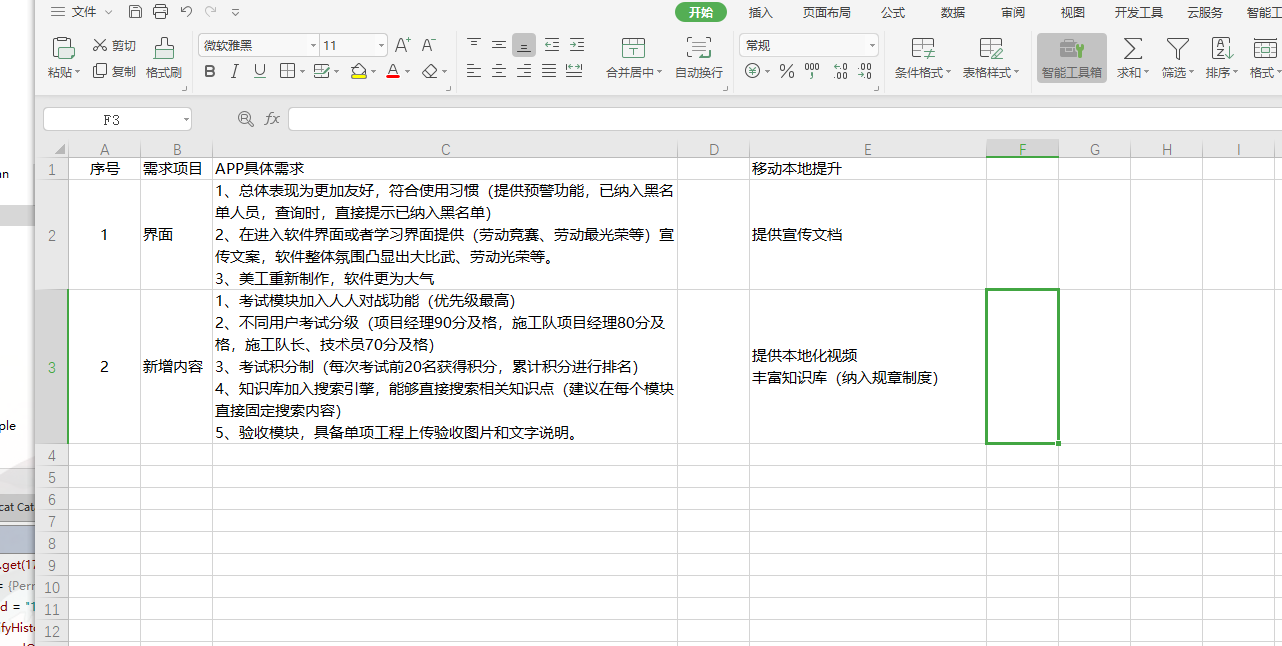 文件
开始 插入 页面布局 公式 数据 审阅 视图 开发工具 云服务 智能工
粘贴 剪切 复制 格式刷
微软雅黑 11
B I U A
合并居中 自动换行
常规
条件格式 表格样式 智能工具箱 求和 筛选 排序 格式
F3 fx
A B C D E F G H I
1 序号 需求项目 APP具体需求 移动本地提升
1、总体表现为更加友好，符合使用习惯（提供预警功能，已纳入黑名
单人员，查询时，直接提示已纳入黑名单）
2 1 界面 2、在进入软件界面或者学习界面提供（劳动竞赛、劳动最光荣等）宣 提供宣传文档
传文案，软件整体氛围凸显出大比武、劳动光荣等。
3、美工重新制作，软件更为大气
1、考试模块加入人人对战功能（优先级最高）
2、不同用户考试分级（项目经理90分及格，施工队项目经理80分及
格，施工队长、技术员70分及格）
3 2 新增内容 3、考试积分制（每次考试前20名获得积分，累计积分进行排名）
提供本地化视频
丰富知识库（纳入规章制度）
4、知识库加入搜索引擎，能够直接搜索相关知识点（建议在每个模块
直接固定搜索内容）
5、验收模块，具备单项工程上传验收图片和文字说明。
4
5
6
7
8
9
10
11
12
an
ple
cat Cat
.get(17
= {Perr
d = "1
fyHist